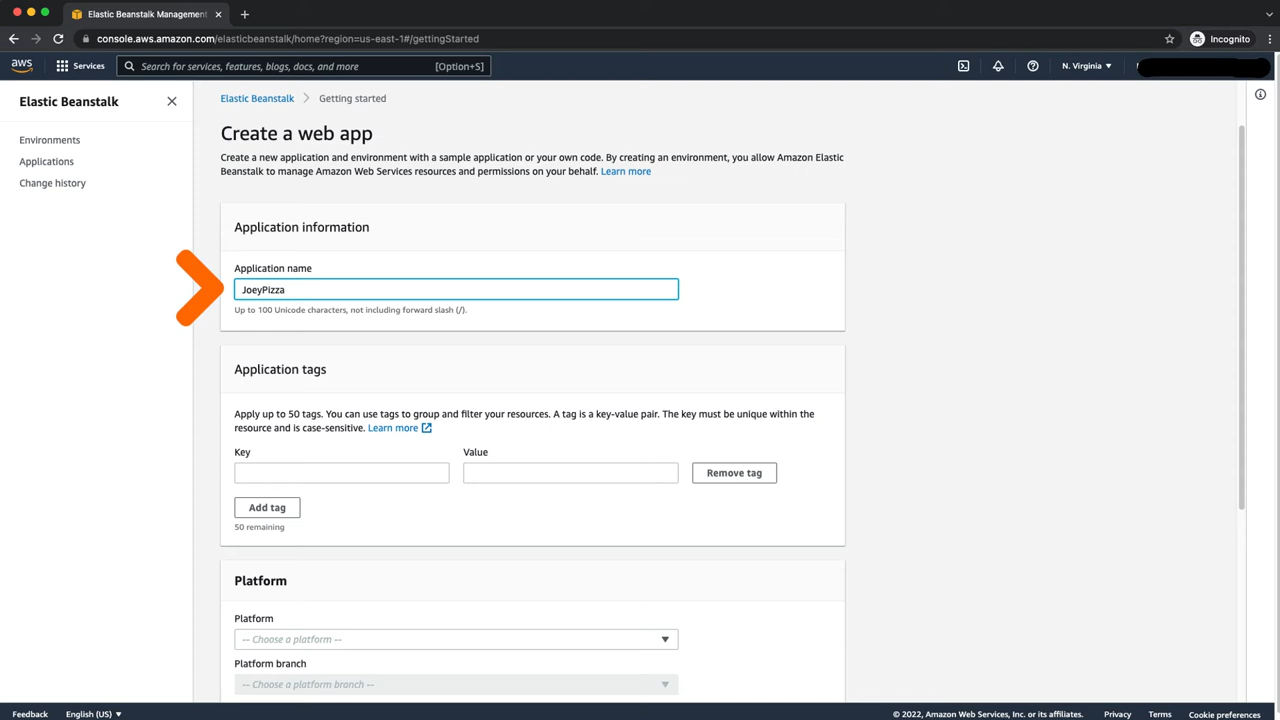 Elastic Beanstalk Management
console.aws.amazon.com/elasticbeanstalk/home?region=us-east-1#/gettingStarted
Incognito
aws
Services
Search for services, features, blogs, docs, and more
[Option+S]
N. Virginia
Elastic Beanstalk
Environments
Applications
Change history
Elastic Beanstalk
Getting started
Create a web app
Create a new application and environment with a sample application or your own code. By creating an environment, you allow Amazon Elastic
Beanstalk to manage Amazon Web Services resources and permissions on your behalf. Learn more
Application information
Application name
JoeyPizza
Up to 100 Unicode characters, not including forward slash (/).
Application tags
Apply up to 50 tags. You can use tags to group and filter your resources. A tag is a key-value pair. The key must be unique within the
resource and is case-sensitive. Learn more
Key
Value
Remove tag
Add tag
50 remaining
Platform
Platform
-- Choose a platform --
Platform branch
-- Choose a platform branch --
Feedback
English (US)
© 2022, Amazon Web Services, Inc. or its affiliates.
Privacy
Terms
Cookie preferences